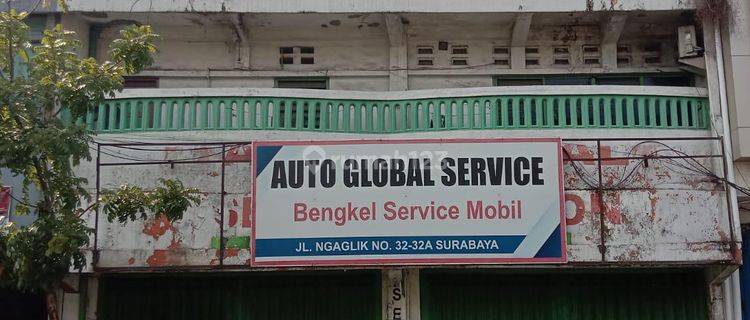 AUTO GLOBAL SERVICE
Bengkel Service Mobil
JL. NGAGLIK NO. 32-32A SURABAYA